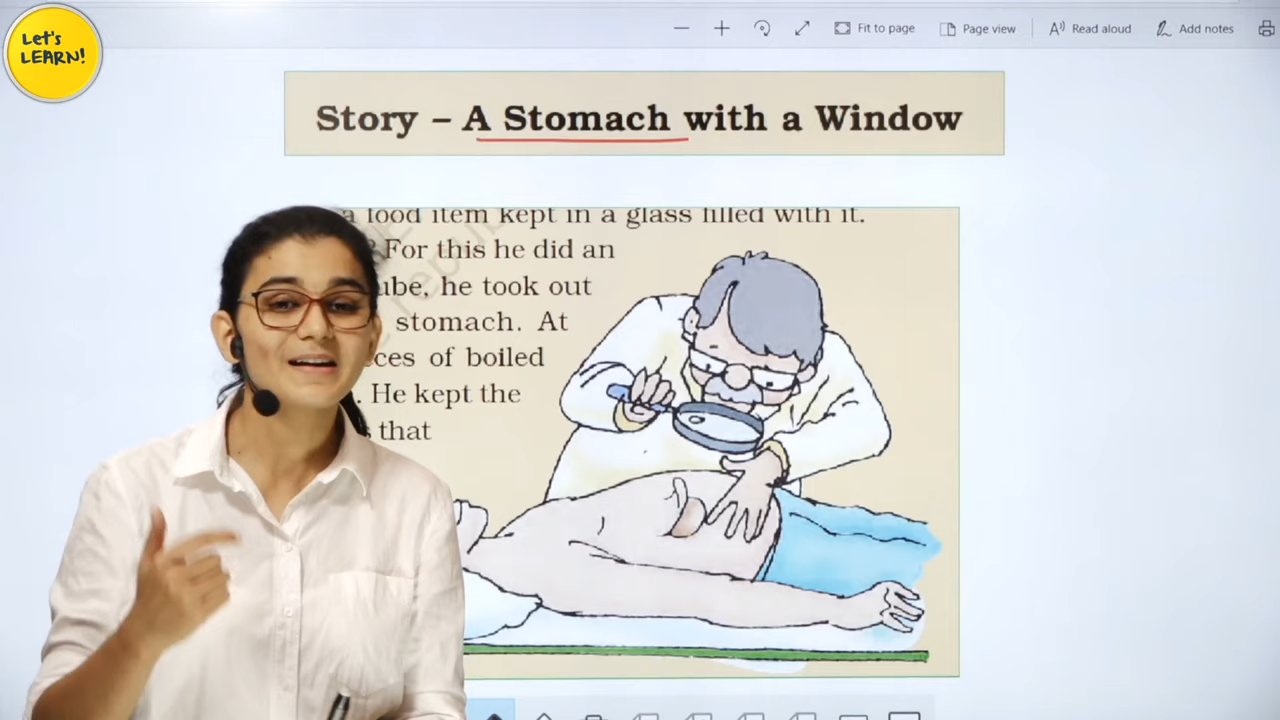 Let's
LEARN!
Fit to page
Page view
Read aloud
Add notes
Story – A Stomach with a Window
a food item kept in a glass filled with it.
? For this he did an
ube, he took out
stomach. At
ces of boiled
. He kept the
s that